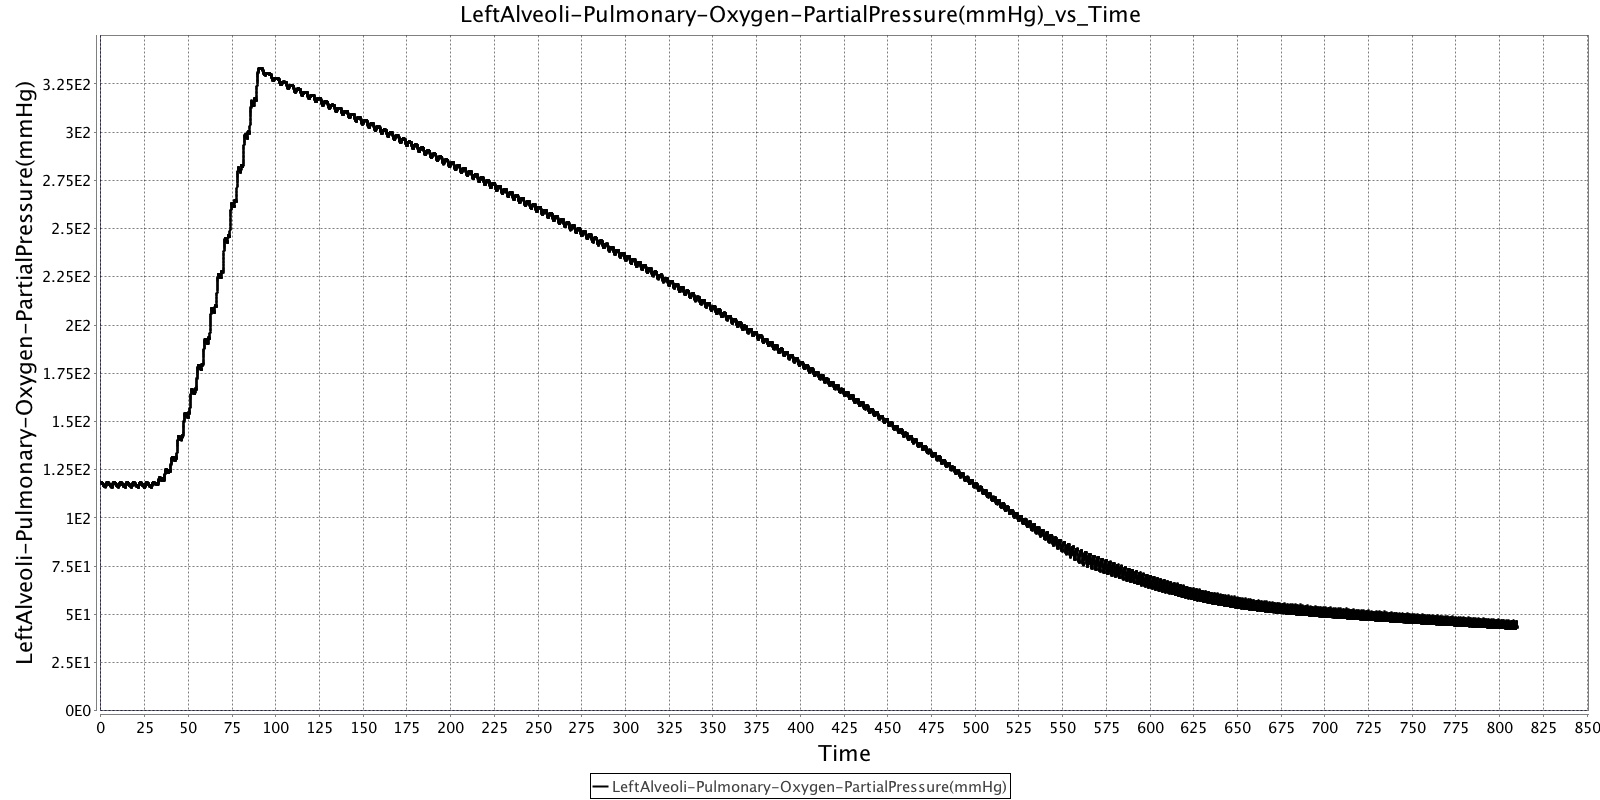 LeftAlveoli-Pulmonary-Oxygen-PartialPressure(mmHg)_vs_Time
LeftAlveoli-Pulmonary-Oxygen-PartialPressure(mmHg)
3.25E2
3E2
2.75E2
2.5E2
2.25E2
2E2
1.75E2
1.5E2
1.25E2
1E2
7.5E1
5E1
2.5E1
0E0
0 25 50 75 100 125 150 175 200 225 250 275 300 325 350 375 400 425 450 475 500 525 550 575 600 625 650 675 700 725 750 775 800 825 850
Time
LeftAlveoli-Pulmonary-Oxygen-PartialPressure(mmHg)